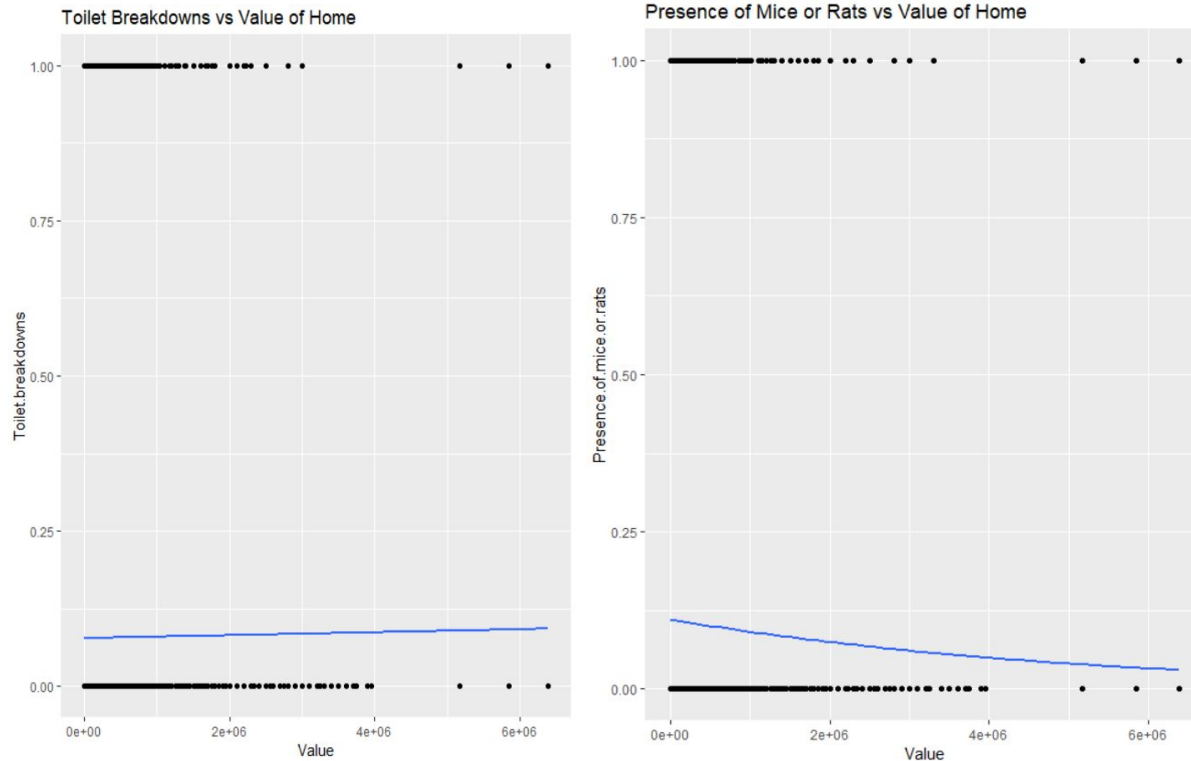 Toilet Breakdowns vs Value of Home
1.00
0.75
0.50
0.25
0.00
Toilet.breakdowns
0e+00 2e+06 4e+06 6e+06
Value
Presence of Mice or Rats vs Value of Home
1.00
0.75
0.50
0.25
0.00
Presence.of.mice.or.rats
0e+00 2e+06 4e+06 6e+06
Value